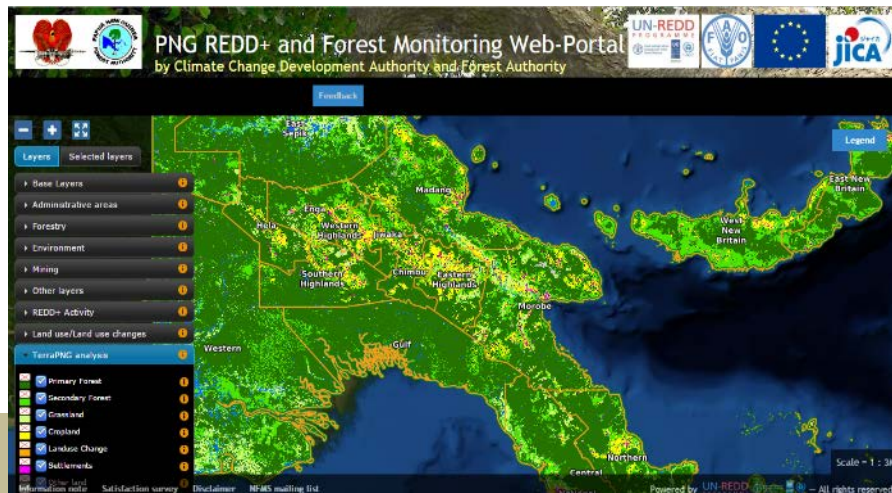 PNG REDD+ and Forest Monitoring Web-Portal
by Climate Change Development Authority and Forest Authority
UN-REDD
PROGRAMME
FAO
JICA
Feedback
Legend
Layers
Selected layers
Base Layers
Administrative areas
Forestry
Environment
Mining
Other layers
REDD+ Activity
Land use/Land use changes
TerraPNG analysis
Primary Forest
Secondary Forest
Grassland
Cropland
Landuse Change
Settlements
Other land
East
Sepik
Madang
Enga
Hela
Western
Highlands
Jiwaka
Southern
Highlands
Chimbu
Eastern
Highlands
Morobe
Western
Gulf
Northern
Central
East New
Britain
West
New
Britain
Scale = 1 : 3M
Information note
Satisfaction survey
Disclaimer
NFMS mailing list
Powered by UN-REDD
– All rights reserved